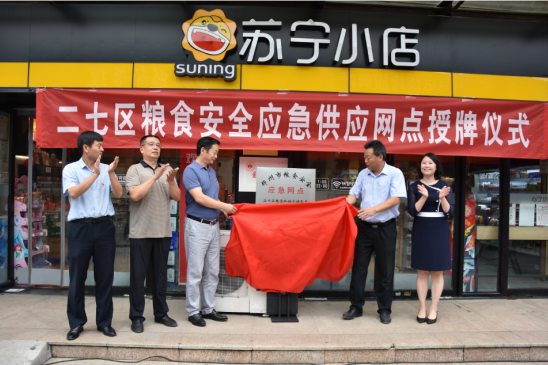 苏宁小店
suning
二七区粮食安全应急供应网点授牌仪式
郑州市粮食安全
应急网点